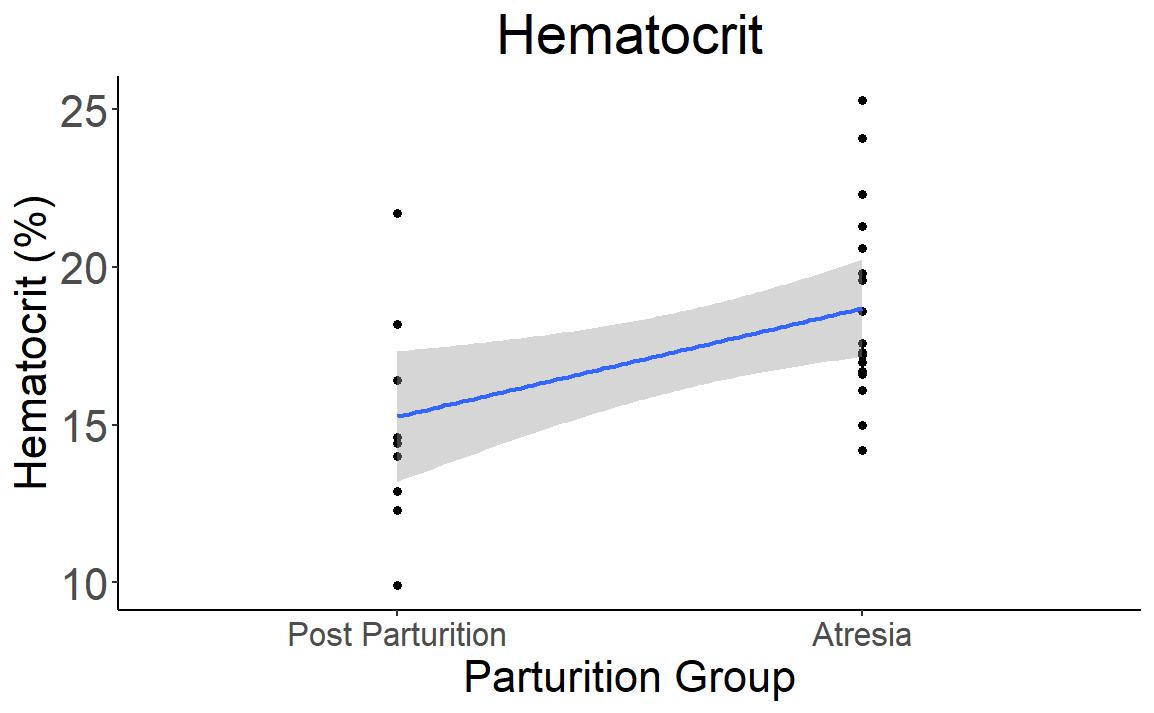 Hematocrit
Hematocrit (%)
25
20
15
10
Post Parturition Atresia
Parturition Group